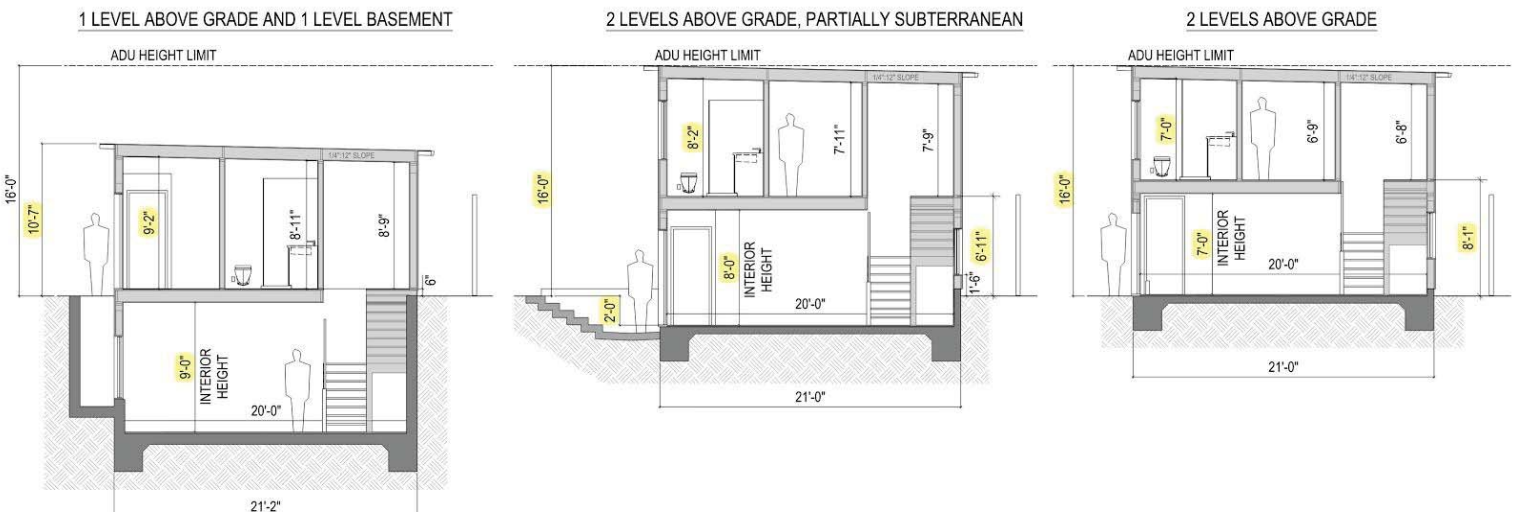 1 LEVEL ABOVE GRADE AND 1 LEVEL BASEMENT
ADU HEIGHT LIMIT
1/4":12" SLOPE
16'-0"
10'-7"
9'-2"
8'-11"
8'-9"
6"
9'-0"
INTERIOR
HEIGHT
20'-0"
21'-2"
2 LEVELS ABOVE GRADE, PARTIALLY SUBTERRANEAN
ADU HEIGHT LIMIT
1/4":12" SLOPE
16'-0"
8'-2"
7'-11"
7'-9"
6'-11"
1'-6"
2'-0"
8'-0"
INTERIOR
HEIGHT
20'-0"
21'-0"
2 LEVELS ABOVE GRADE
ADU HEIGHT LIMIT
1/4":12" SLOPE
16'-0"
7'-0"
6'-9"
6'-8"
8'-1"
7'-0"
INTERIOR
HEIGHT
20'-0"
21'-0"